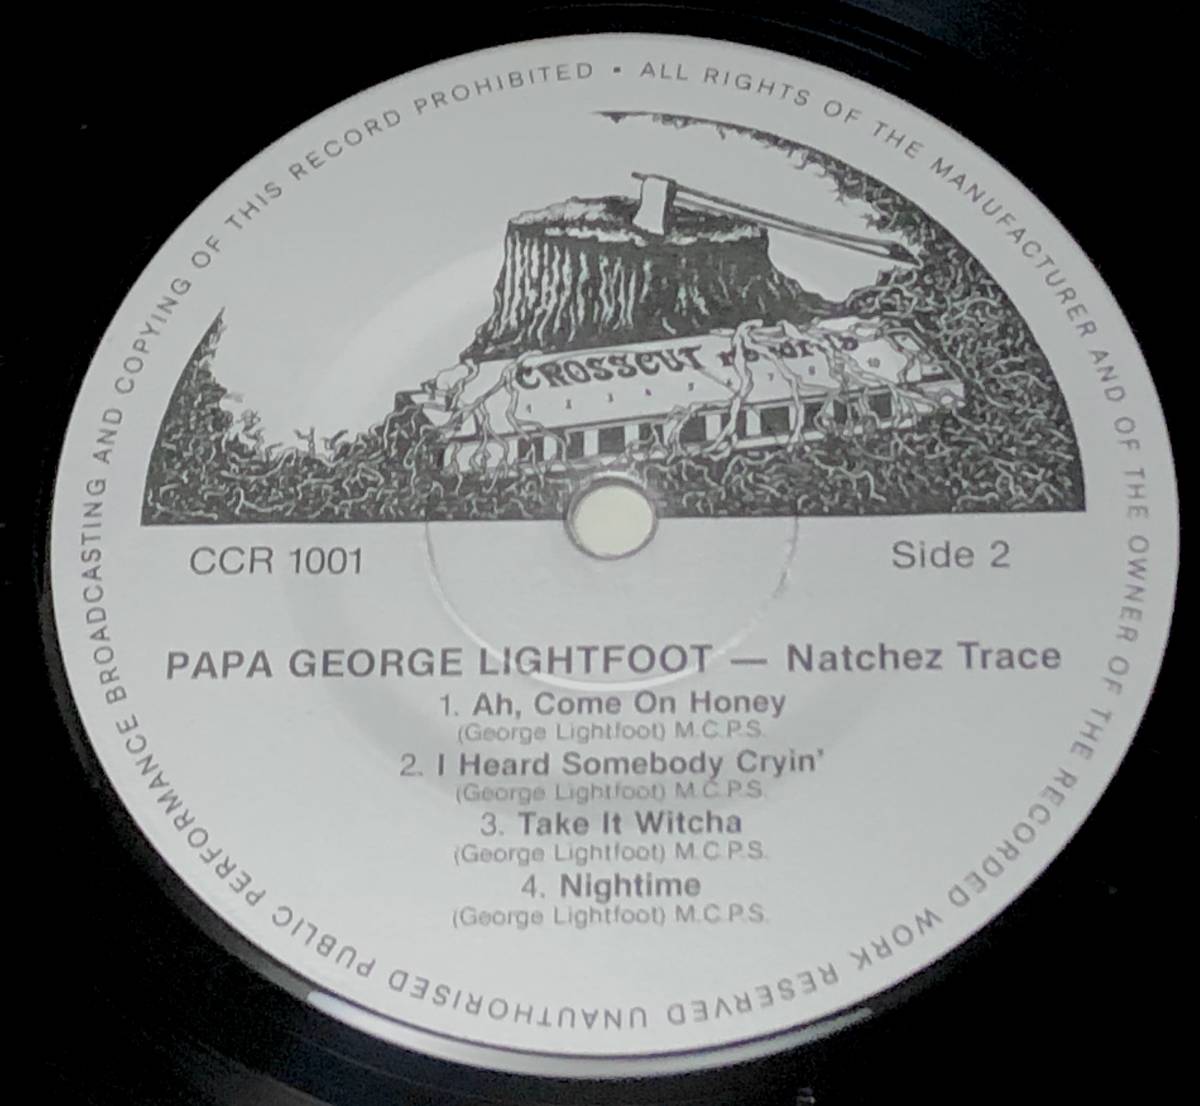 ALL RIGHTS OF THE MANUFACTURER AND OF THE OWNER OF THE RECORDED WORK RESERVED UNAUTHORISED PUBLIC PERFORMANCE BROADCASTING AND COPYING OF THIS RECORD PROHIBITED •
CROSSCUT records
CCR 1001
Side 2
PAPA GEORGE LIGHTFOOT — Natchez Trace
1. Ah, Come On Honey
(George Lightfoot) M.C.P.S.
2. I Heard Somebody Cryin'
(George Lightfoot) M.C.P.S.
3. Take It Witcha
(George Lightfoot) M.C.P.S.
4. Nightime
(George Lightfoot) M.C.P.S.